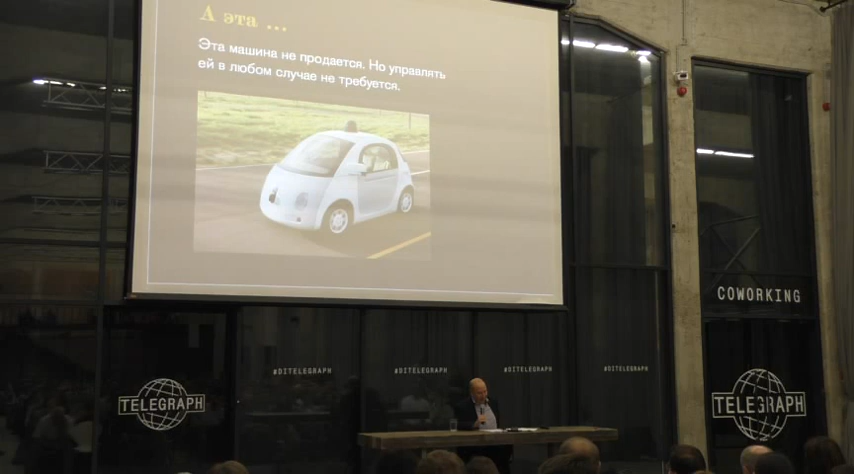 А эта ...
Эта машина не продается. Но управлять
ей в любом случае не требуется.
COWORKING
#DITELEGRAPH
#DITELEGRAPH
#DITELEGRAPH
#DITELEGRAPH
TELEGRAPH
TELEGRAPH